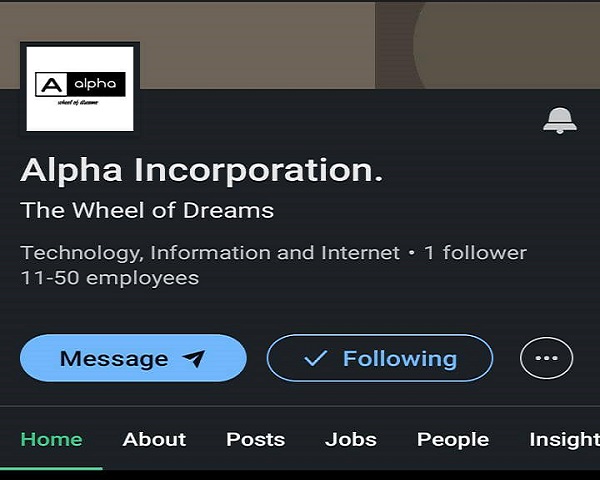 A alpha
wheel of dreams
Alpha Incorporation.
The Wheel of Dreams
Technology, Information and Internet • 1 follower
11-50 employees
Message
Following
Home About Posts Jobs People Insight